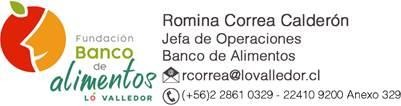 Fundación
Banco
de
alimentos
LÓ VALLEDOR
Romina Correa Calderón
Jefa de Operaciones
Banco de Alimentos
rcorrea@lovalledor.cl
(+56)2 2861 0329 - 22410 9200 Anexo 329